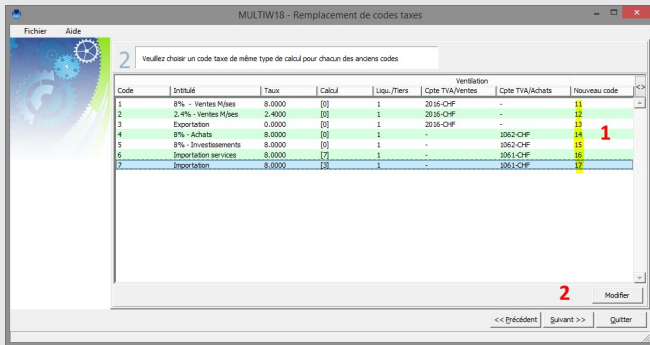 MULTIW18 - Remplacement de codes taxes
Fichier Aide
2 Veuillez choisir un code taxe de même type de calcul pour chacun des anciens codes
Ventilation
Code Intitulé Taux Calcul Liqu./Tiers Cpte TVA/Ventes Cpte TVA/Achats Nouveau code <>
1 8% - Ventes M/ses 8.0000 [0] 1 2016-CHF - 11
2 2.4% - Ventes M/ses 2.4000 [0] 1 2016-CHF - 12
3 Exportation 0.0000 [0] 1 2016-CHF - 13
4 8% - Achats 8.0000 [0] 1 - 1062-CHF 14
1
5 8% - Investissements 8.0000 [0] 1 - 1062-CHF 15
6 Importation services 8.0000 [7] 1 - 1061-CHF 16
7 Importation 8.0000 [3] 1 - 1061-CHF 17
2 Modifier
<< Précédent Suivant >> Quitter